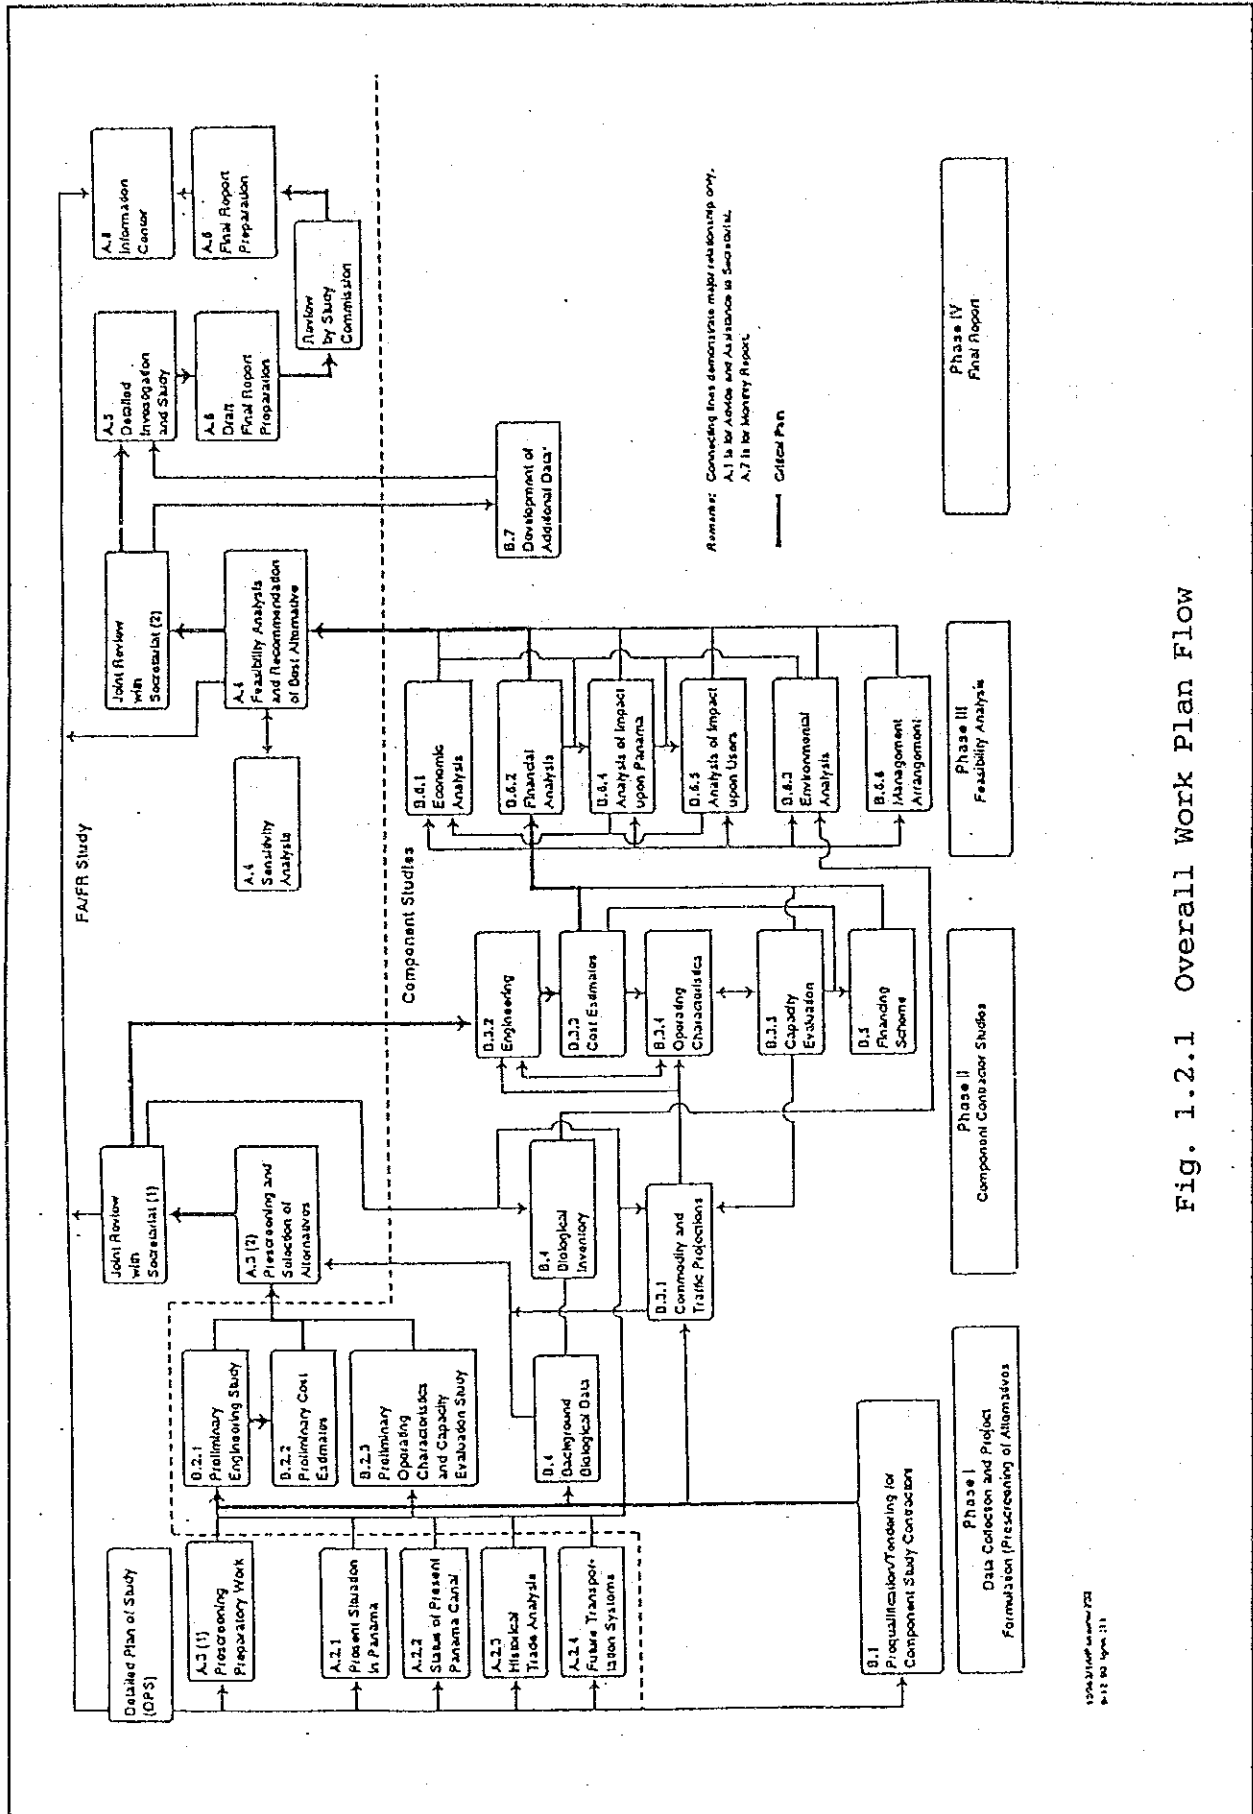 FA/FR Study
Detailed Plan of Study
(DPS)
A.3 (1)
Prescreening
Preparatory Work
A.2.1
Present Situation
In Panama
A.2.2
Status of Present
Panama Canal
A.2.3
Historical
Trade Analysis
A.2.4
Future Transpor-
tation Systems
B.1
Prequalification/Tendering for
Component Study Contractors
Phase I
Data Collection and Project
Formulation (Prescreening of Alternatives)
B.2.1
Preliminary
Engineering Study
B.2.2
Preliminary Cost
Estimates
B.2.3
Preliminary
Operating
Characteristics
and Capacity
Evaluation Study
B.4
Background
Biological Data
Joint Review
with
Secretariat (1)
A.3 (2)
Prescreening and
Selection of
Alternatives
B.4
Biological
Inventory
B.3.1
Commodity and
Traffic Projections
Component Studies
B.3.2
Engineering
B.3.3
Cost Estimates
B.3.4
Operating
Characteristics
B.3.5
Capacity
Evaluation
B.5
Financing
Scheme
Phase II
Component Contractor Studies
Joint Review
with
Secretariat (2)
A.4
Feasibility Analysis
and Recommendation
of Best Alternative
A.4
Sensitivity
Analysis
B.6.1
Economic
Analysis
B.6.2
Financial
Analysis
B.6.4
Analysis of Impact
upon Panama
B.6.5
Analysis of Impact
upon Users
B.6.3
Environmental
Analysis
B.6.6
Management
Arrangement
Phase III
Feasibility Analysis
A.5
Detailed
Investigation
and Study
A.6
Draft
Final Report
Preparation
Review
by Study
Commission
A.8
Information
Center
A.6
Final Report
Preparation
B.7
Development of
Additional Data
Remarks: Connecting lines demonstrate major relationship only.
A.1 is for Advice and Assistance to Secretariat.
A.7 is for Monthly Report.
Critical Path
Phase IV
Final Report
Fig. 1.2.1 Overall Work Plan Flow